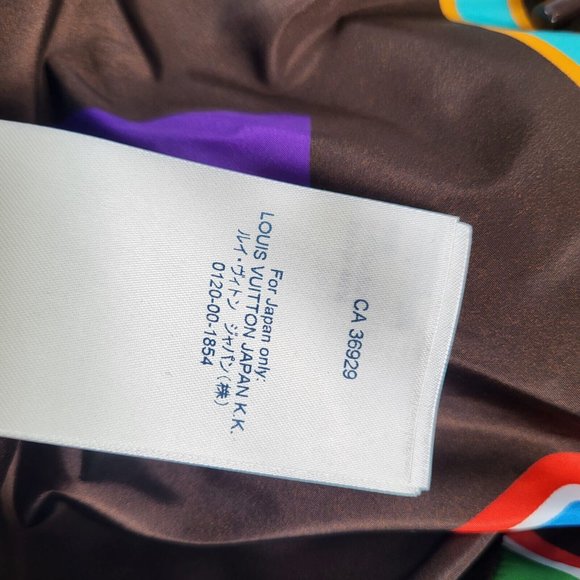 CA 36929
For Japan only:
LOUIS VUITTON JAPAN K.K.
ルイ・ヴィトン ジャパン(株)
0120-00-1854